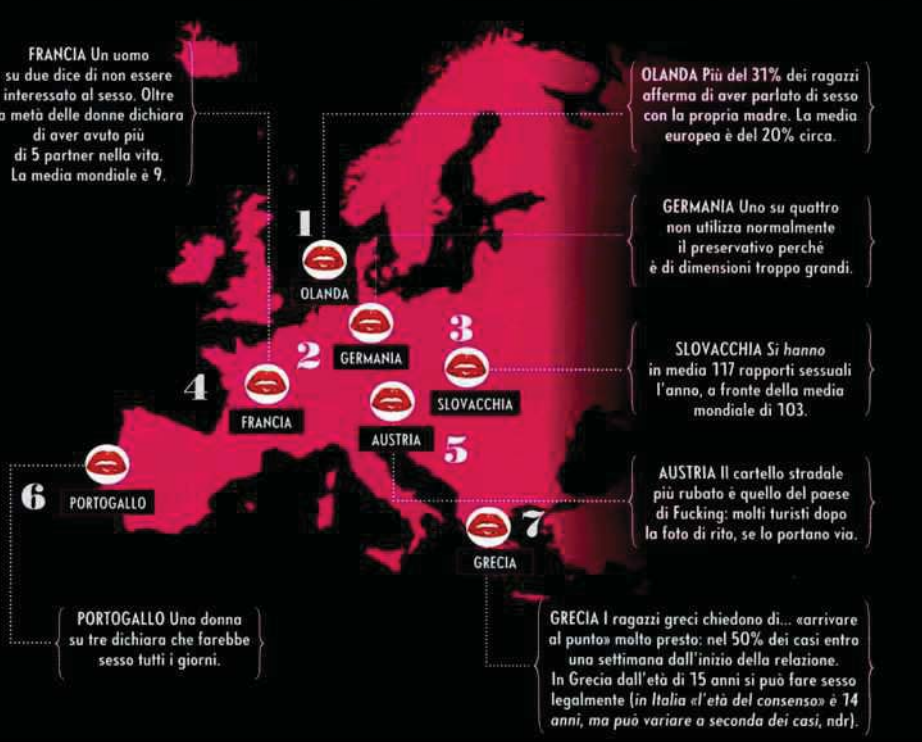 FRANCIA Un uomo
su due dice di non essere
interessato al sesso. Oltre
a metà delle donne dichiara
di aver avuto più
di 5 partner nella vita.
La media mondiale è 9.
OLANDA Più del 31% dei ragazzi
afferma di aver parlato di sesso
con la propria madre. La media
europea è del 20% circa.
GERMANIA Uno su quattro
non utilizza normalmente
il preservativo perché
è di dimensioni troppo grandi.
SLOVACCHIA Si hanno
in media 117 rapporti sessuali
l'anno, a fronte della media
mondiale di 103.
AUSTRIA Il cartello stradale
più rubato è quello del paese
di Fucking: molti turisti dopo
la foto di rito, se lo portano via.
GRECIA I ragazzi greci chiedono di... «arrivare
al punto» molto presto: nel 50% dei casi entro
una settimana dall'inizio della relazione.
In Grecia dall'età di 15 anni si può fare sesso
legalmente (in Italia «l'età del consenso» è 14
anni, ma può variare a seconda dei casi, ndr).
PORTOGALLO Una donna
su tre dichiara che farebbe
sesso tutti i giorni.
1
OLANDA
2
GERMANIA
3
SLOVACCHIA
4
FRANCIA
AUSTRIA
5
6
PORTOGALLO
7
GRECIA